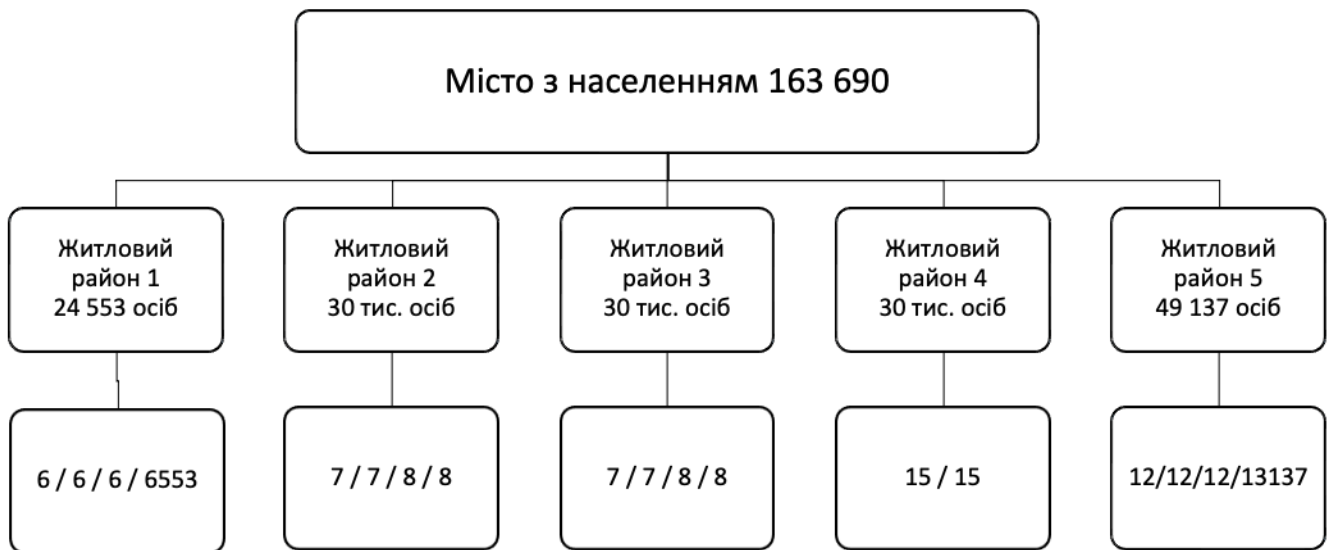 Місто з населенням 163 690
Житловий
район 1
24 553 осіб
Житловий
район 2
30 тис. осіб
Житловий
район 3
30 тис. осіб
Житловий
район 4
30 тис. осіб
Житловий
район 5
49 137 осіб
6 / 6 / 6 / 6553
7 / 7 / 8 / 8
7 / 7 / 8 / 8
15 / 15
12/12/12/13137